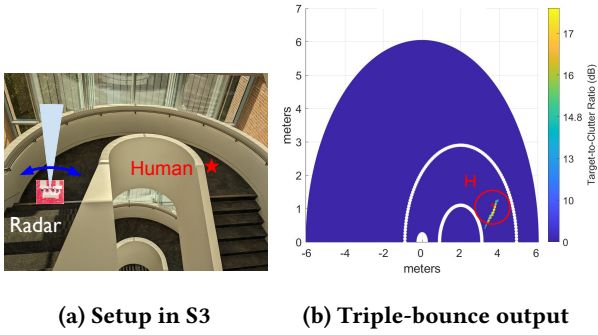 Human
Radar
7
6
5
4
3
2
1
0
meters
-6 -4 -2 0 2 4 6
meters
H
17
16
14.8
13
10
0
Target-to-Clutter Ratio (dB)
(a) Setup in S3
(b) Triple-bounce output